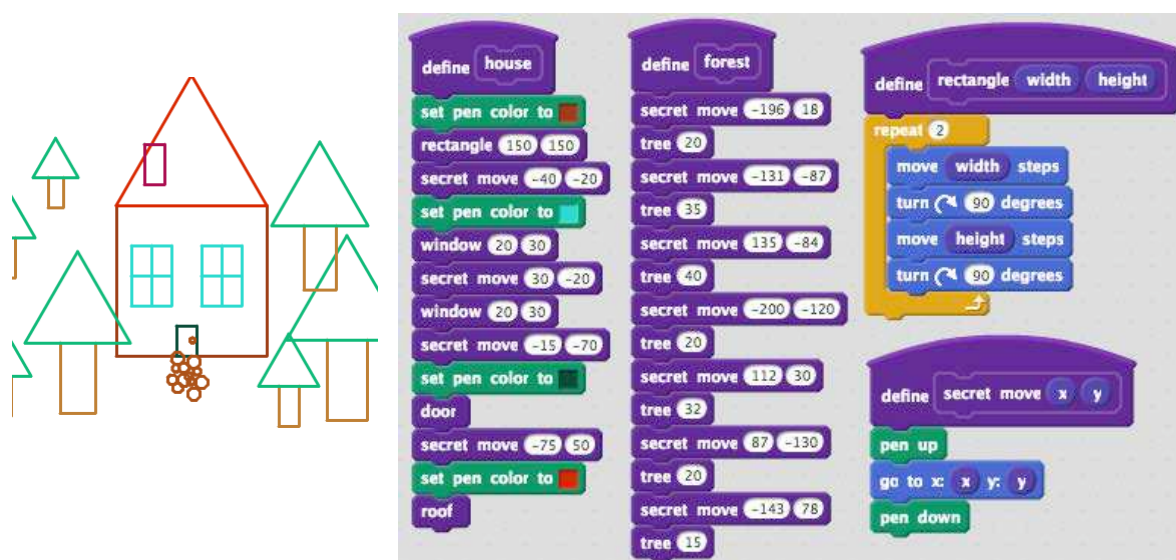 define house
set pen color to
rectangle 150 150
secret move -40 -20
set pen color to
window 20 30
secret move 30 -20
window 20 30
secret move -15 -70
set pen color to
door
secret move -75 50
set pen color to
roof
define forest
secret move -196 18
tree 20
secret move -131 -87
tree 35
secret move 135 -84
tree 40
secret move -200 -120
tree 20
secret move 112 30
tree 32
secret move 87 -130
tree 20
secret move -143 78
tree 15
define rectangle width height
repeat 2
move width steps
turn 90 degrees
move height steps
turn 90 degrees
define secret move x y
pen up
go to x: x y: y
pen down